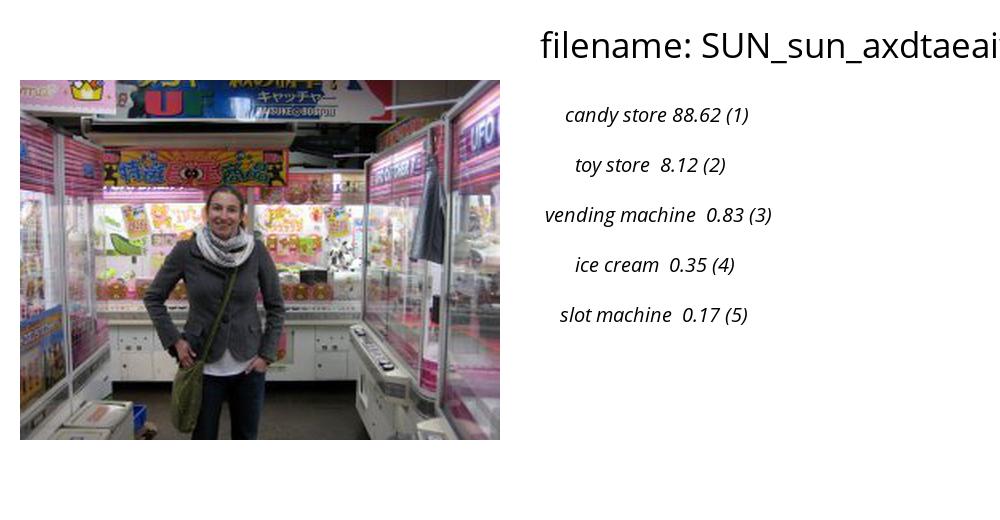 filename: SUN_sun_axdtaeai
candy store 88.62 (1)
toy store 8.12 (2)
vending machine 0.83 (3)
ice cream 0.35 (4)
slot machine 0.17 (5)
UF
キャッチャー
UFO